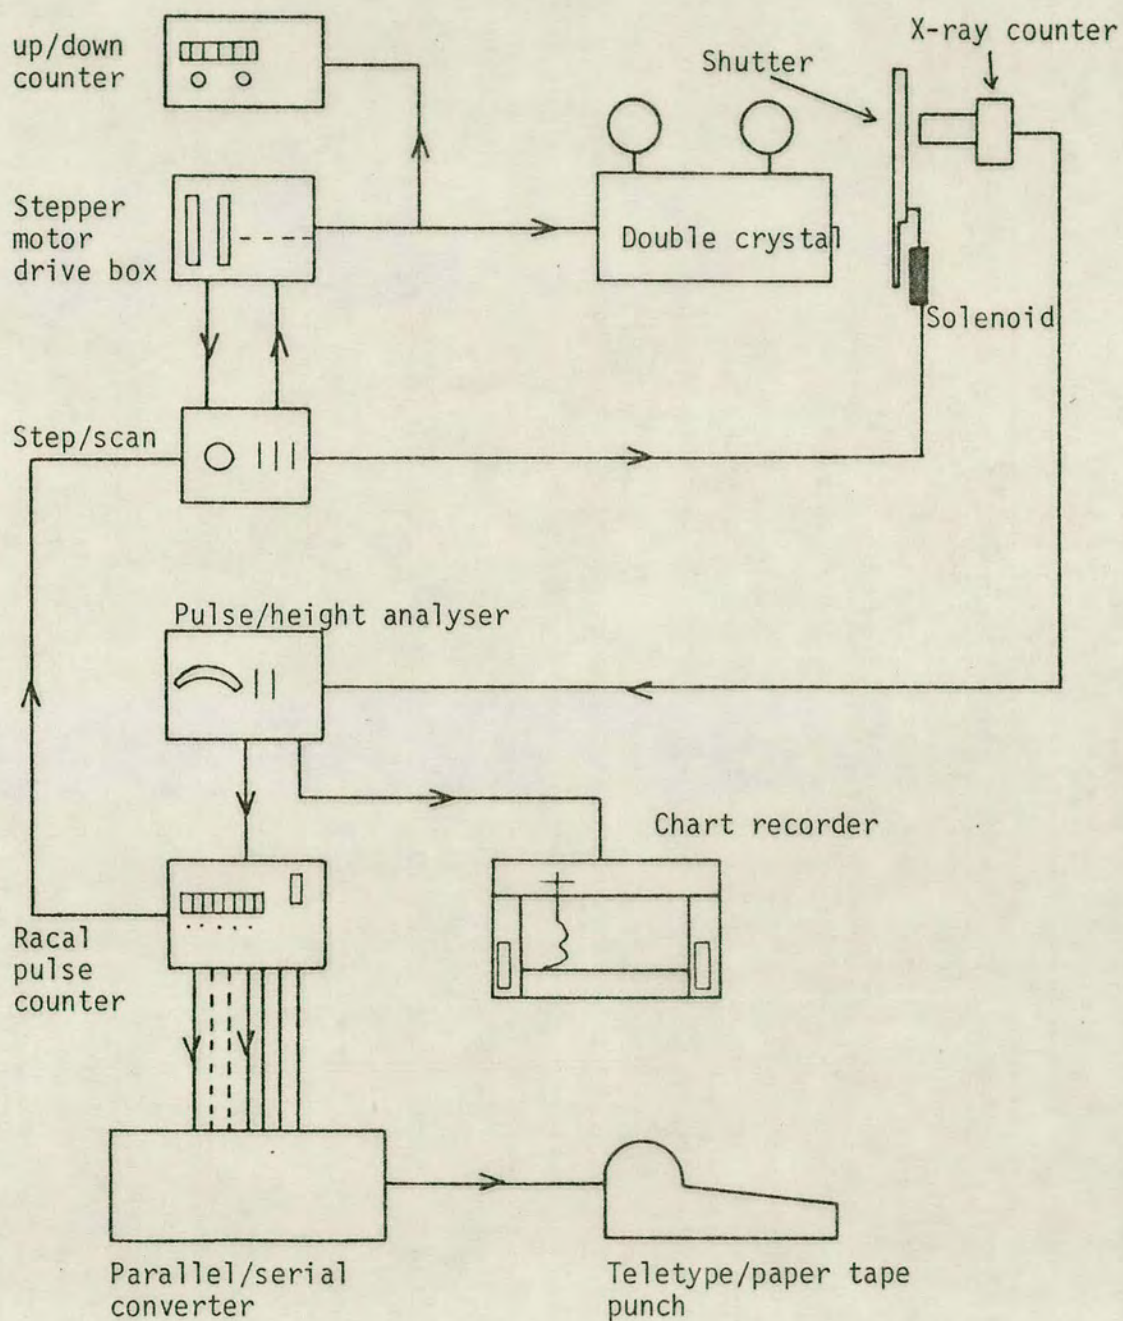 up/down
counter
X-ray counter
Shutter
Stepper
motor
drive box
Double crystal
Solenoid
Step/scan
Pulse/height analyser
Chart recorder
Racal
pulse
counter
Parallel/serial
converter
Teletype/paper tape
punch